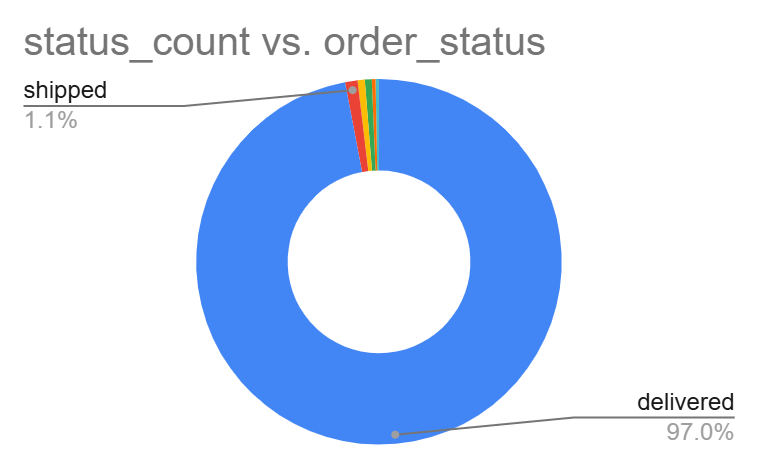 status_count vs. order_status
shipped
1.1%
delivered
97.0%